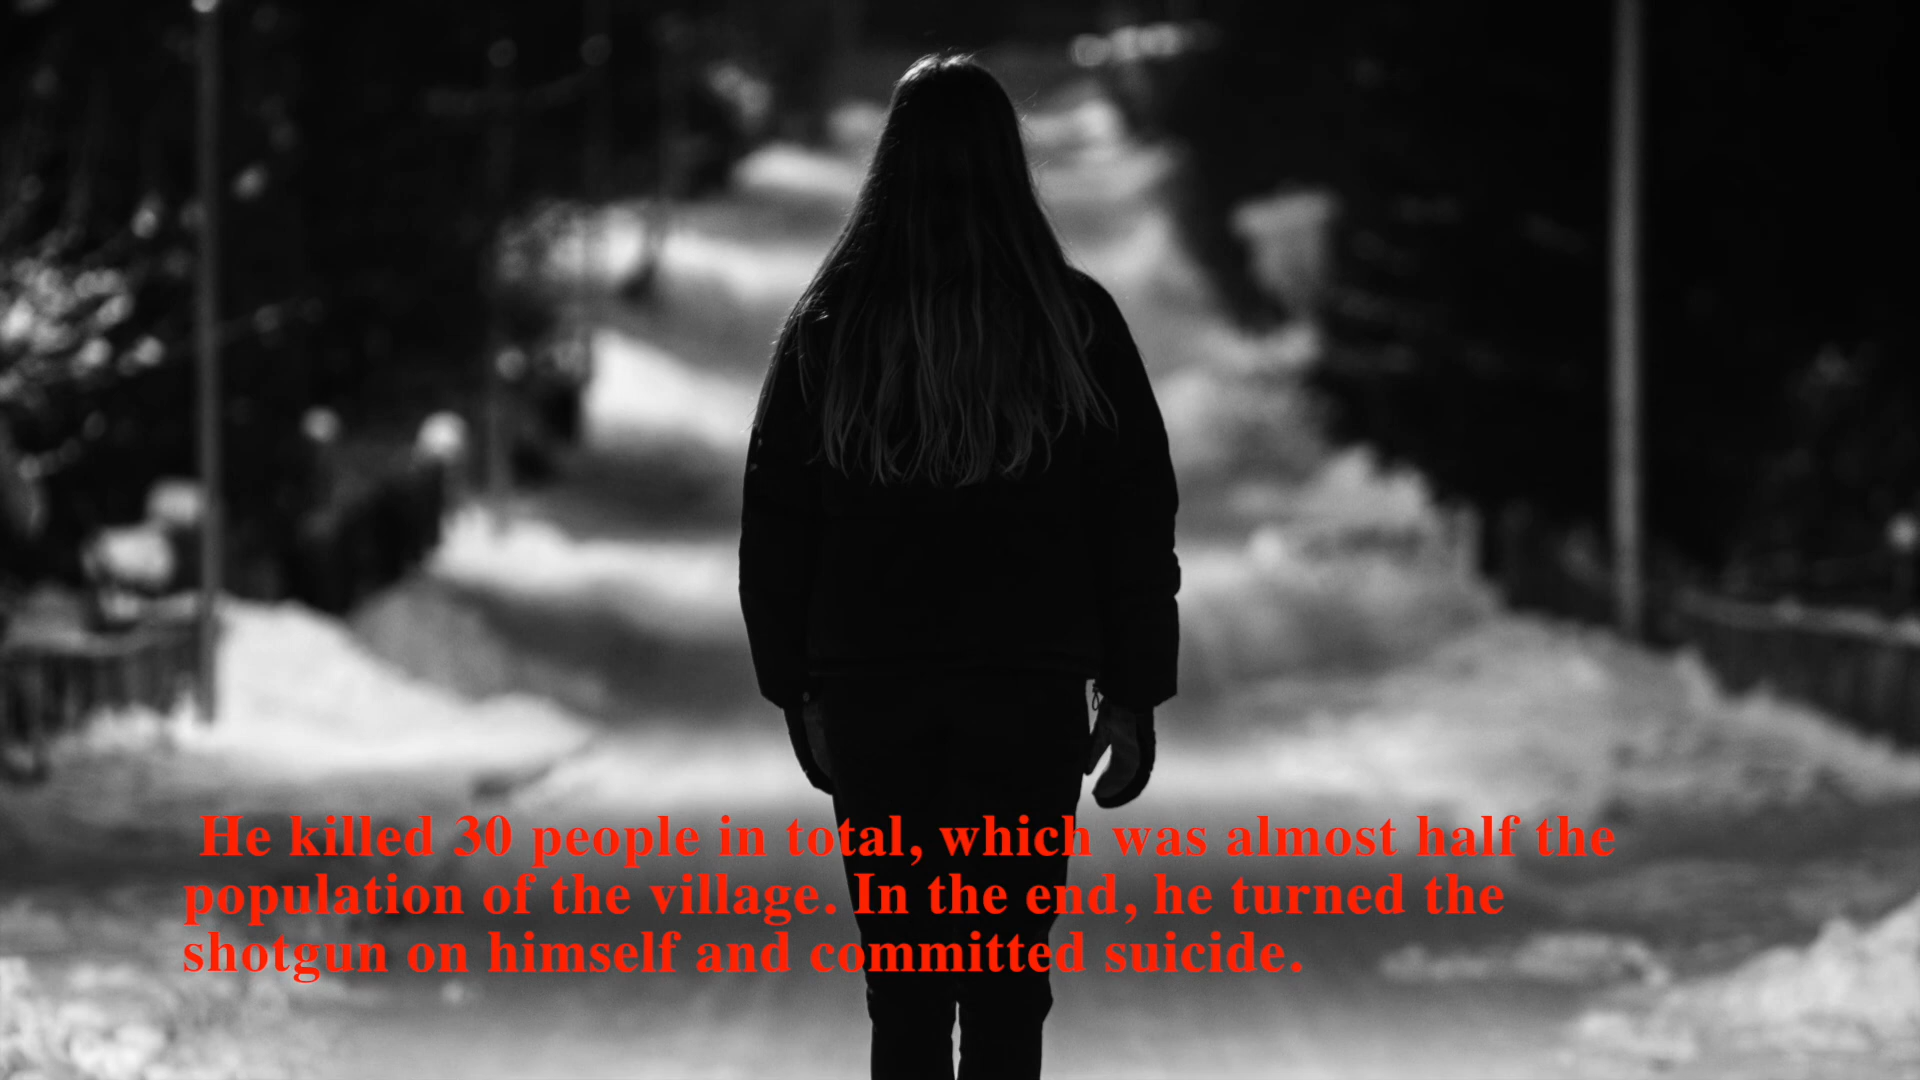 He killed 30 people in total, which was almost half the
population of the village. In the end, he turned the
shotgun on himself and committed suicide.